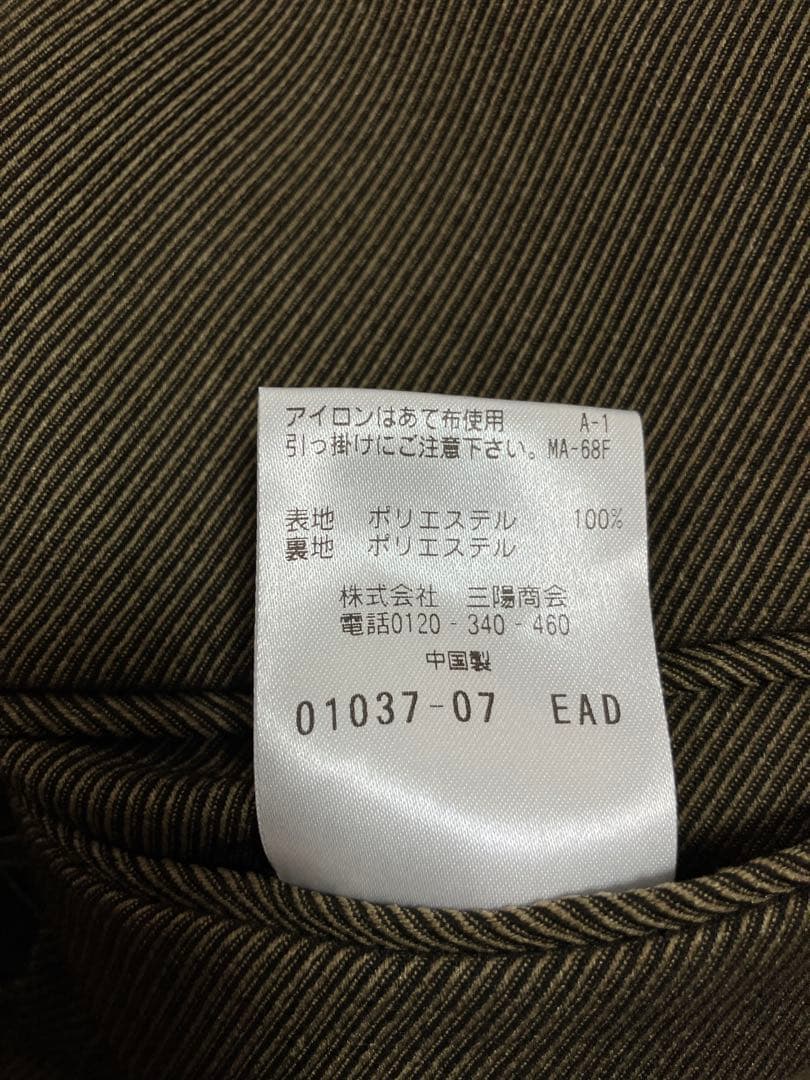 アイロンはあて布使用 A-1
引っ掛けにご注意下さい。 MA-68F
表地 ポリエステル 100%
裏地 ポリエステル
株式会社 三陽商会
電話0120-340-460
中国製
01037-07 EAD